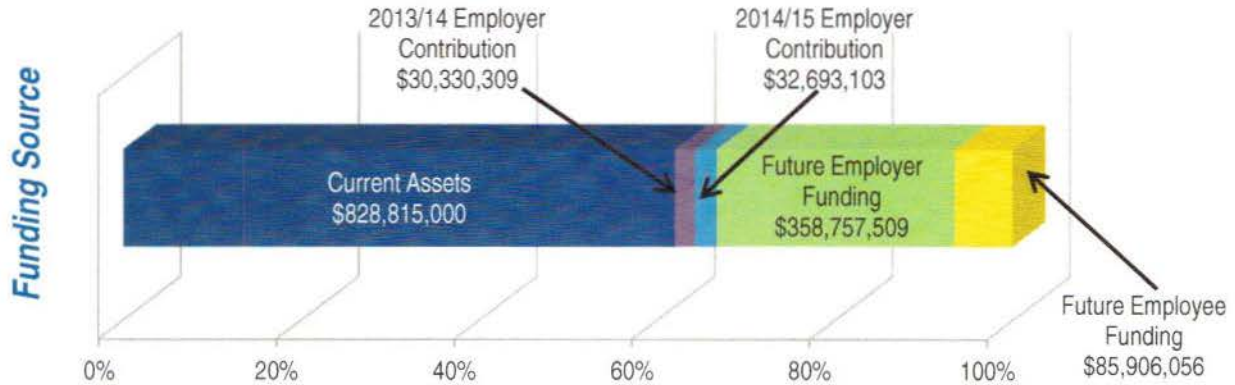 2013/14 Employer
Contribution
$30,330,309
2014/15 Employer
Contribution
$32,693,103
Funding Source
Current Assets
$828,815,000
Future Employer
Funding
$358,757,509
Future Employee
Funding
$85,906,056
0%
20%
40%
60%
80%
100%